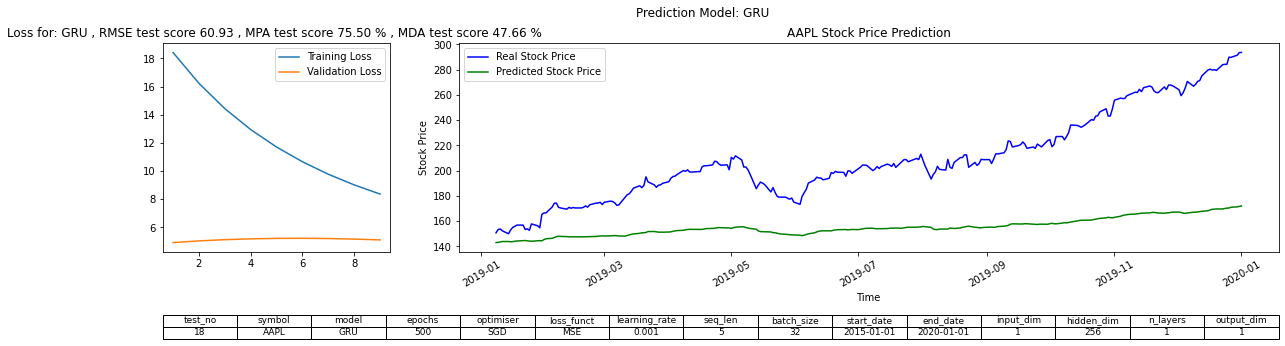 Prediction Model: GRU
Loss for: GRU , RMSE test score 60.93 , MPA test score 75.50 % , MDA test score 47.66 %
18
16
14
12
10
8
6
2 4 6 8
Training Loss
Validation Loss
AAPL Stock Price Prediction
Stock Price
300
280
260
240
220
200
180
160
140
Real Stock Price
Predicted Stock Price
2019-01 2019-03 2019-05 2019-07 2019-09 2019-11 2020-01
Time
test_no symbol model epochs optimiser loss_funct learning_rate seq_len batch_size start_date end_date input_dim hidden_dim n_layers output_dim
18 AAPL GRU 500 SGD MSE 0.001 5 32 2015-01-01 2020-01-01 1 256 1 1